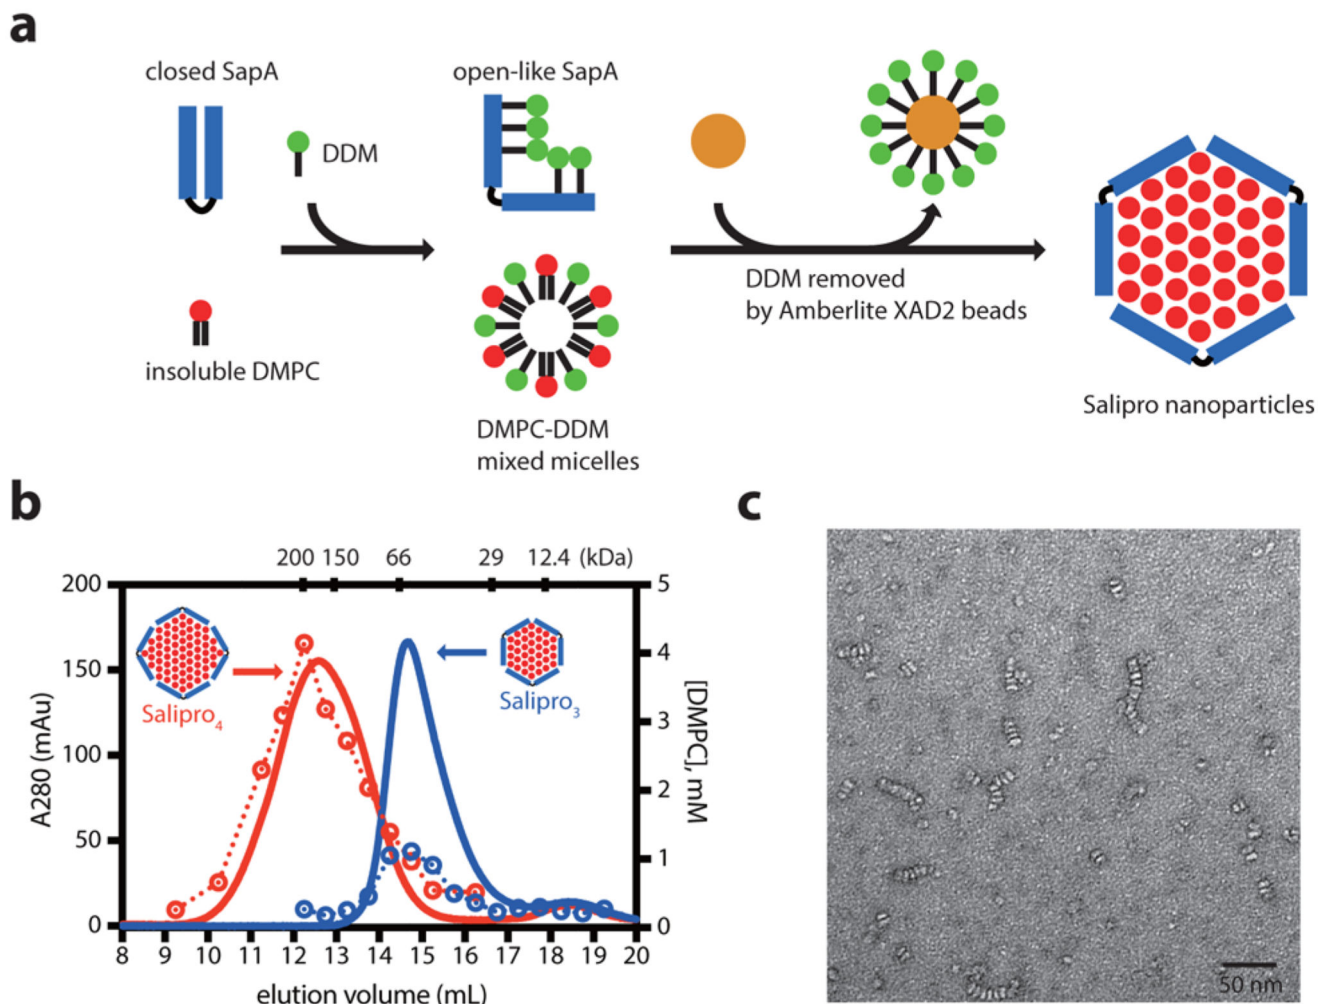 a
closed SapA
DDM
insoluble DMPC
open-like SapA
DMPC-DDM
mixed micelles
DDM removed
by Amberlite XAD2 beads
Salipro nanoparticles
b
200 150 66 29 12.4 (kDa)
200
150
100
50
0
A280 (mAu)
Salipro4
Salipro3
5
4
3
2
1
0
[DMPC], mM
8 9 10 11 12 13 14 15 16 17 18 19 20
elution volume (mL)
c
50 nm